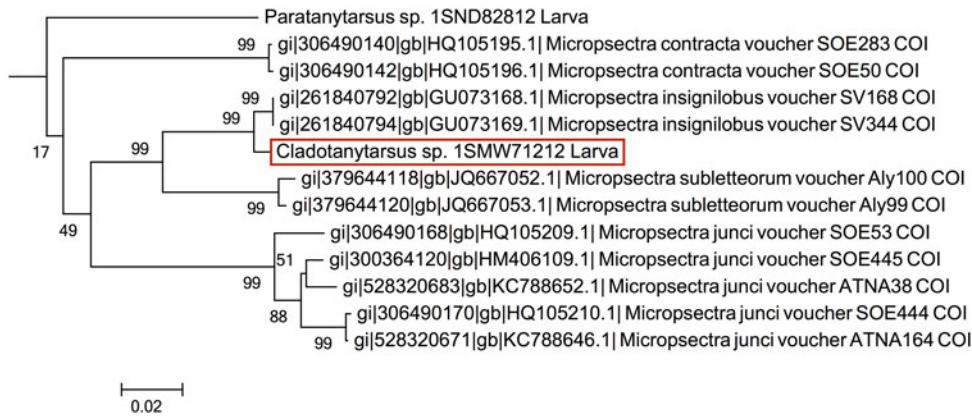 Paratanytarsus sp. 1SND82812 Larva
99
gi|306490140|gb|HQ105195.1| Micropsectra contracta voucher SOE283 COI
gi|306490142|gb|HQ105196.1| Micropsectra contracta voucher SOE50 COI
99
gi|261840792|gb|GU073168.1| Micropsectra insignilobus voucher SV168 COI
gi|261840794|gb|GU073169.1| Micropsectra insignilobus voucher SV344 COI
17
99
Cladotanytarsus sp. 1SMW71212 Larva
gi|379644118|gb|JQ667052.1| Micropsectra subletteorum voucher Aly100 COI
99
gi|379644120|gb|JQ667053.1| Micropsectra subletteorum voucher Aly99 COI
49
gi|306490168|gb|HQ105209.1| Micropsectra junci voucher SOE53 COI
51
gi|300364120|gb|HM406109.1| Micropsectra junci voucher SOE445 COI
99
gi|528320683|gb|KC788652.1| Micropsectra junci voucher ATNA38 COI
88
gi|306490170|gb|HQ105210.1| Micropsectra junci voucher SOE444 COI
99
gi|528320671|gb|KC788646.1| Micropsectra junci voucher ATNA164 COI
0.02